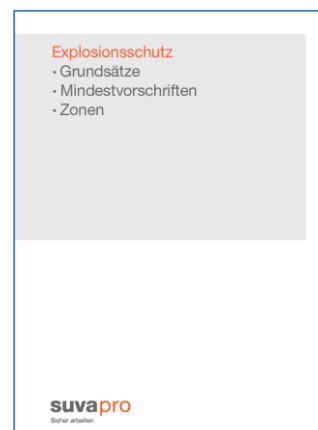 Explosionsschutz
· Grundsätze
· Mindestvorschriften
· Zonen
suvapro
Sicher arbeiten